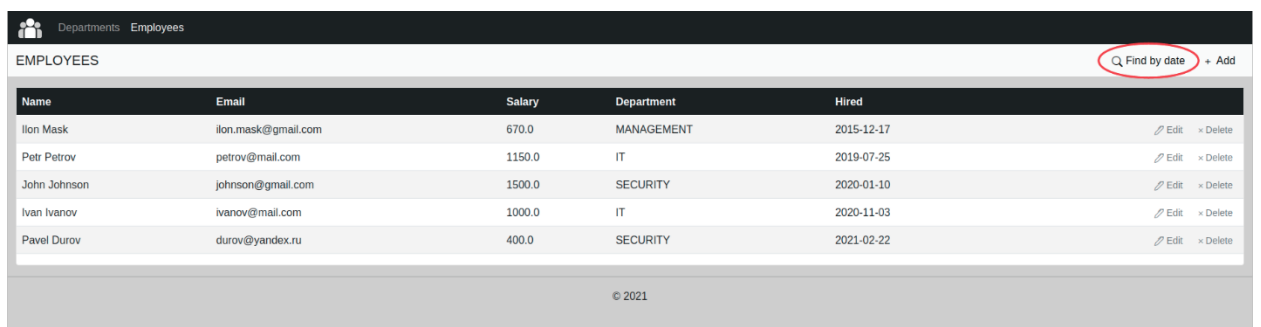 Departments Employees
EMPLOYEES Find by date + Add
Name Email Salary Department Hired
Ilon Mask ilon.mask@gmail.com 670.0 MANAGEMENT 2015-12-17 Edit × Delete
Petr Petrov petrov@mail.com 1150.0 IT 2019-07-25 Edit × Delete
John Johnson johnson@gmail.com 1500.0 SECURITY 2020-01-10 Edit × Delete
Ivan Ivanov ivanov@mail.com 1000.0 IT 2020-11-03 Edit × Delete
Pavel Durov durov@yandex.ru 400.0 SECURITY 2021-02-22 Edit × Delete
© 2021